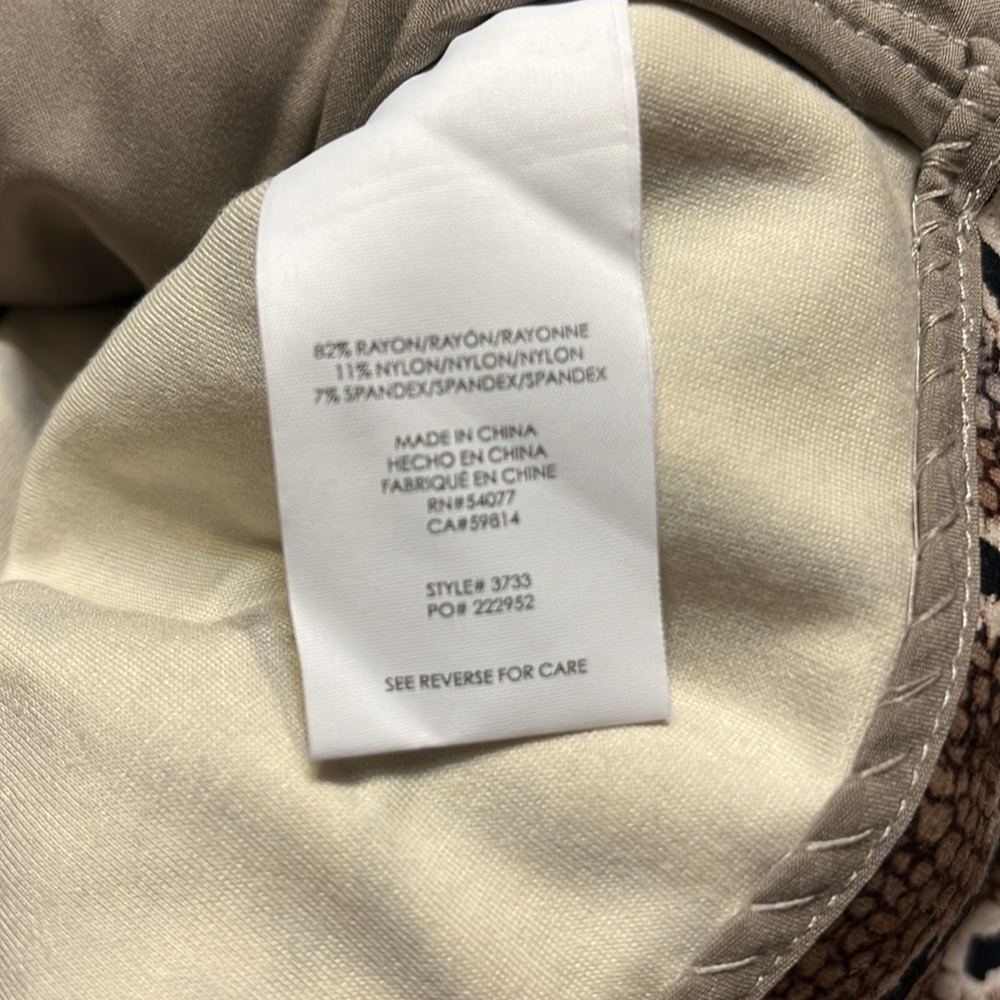 82% RAYON/RAYÓN/RAYONNE
11% NYLON/NYLON/NYLON
7% SPANDEX/SPANDEX/SPANDEX
MADE IN CHINA
HECHO EN CHINA
FABRIQUÉ EN CHINE
RN#54077
CA#59814
STYLE# 3733
PO# 222952
SEE REVERSE FOR CARE